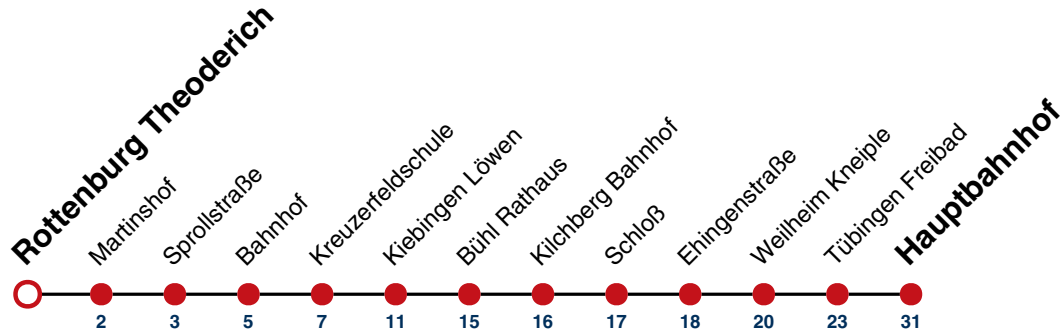 Rottenburg Theoderich
Martinshof
Sprollstraße
Bahnhof
Kreuzerfeldschule
Kiebingen Löwen
Bühl Rathaus
Kilchberg Bahnhof
Schloß
Ehingenstraße
Weilheim Kneiple
Tübingen Freibad
Hauptbahnhof
2 3 5 7 11 15 16 17 18 20 23 31